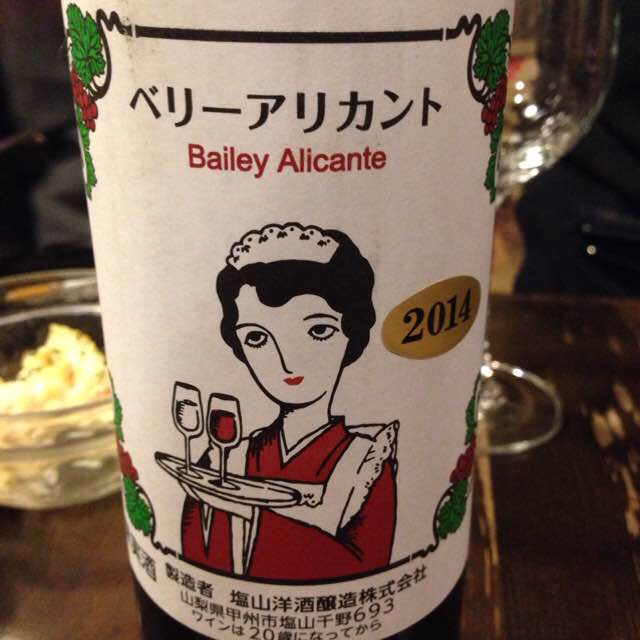 ベリーアリカント
Bailey Alicante
2014
製造者 塩山洋酒醸造株式会社
山梨県甲州市塩山千野693
ワインは20歳になってから